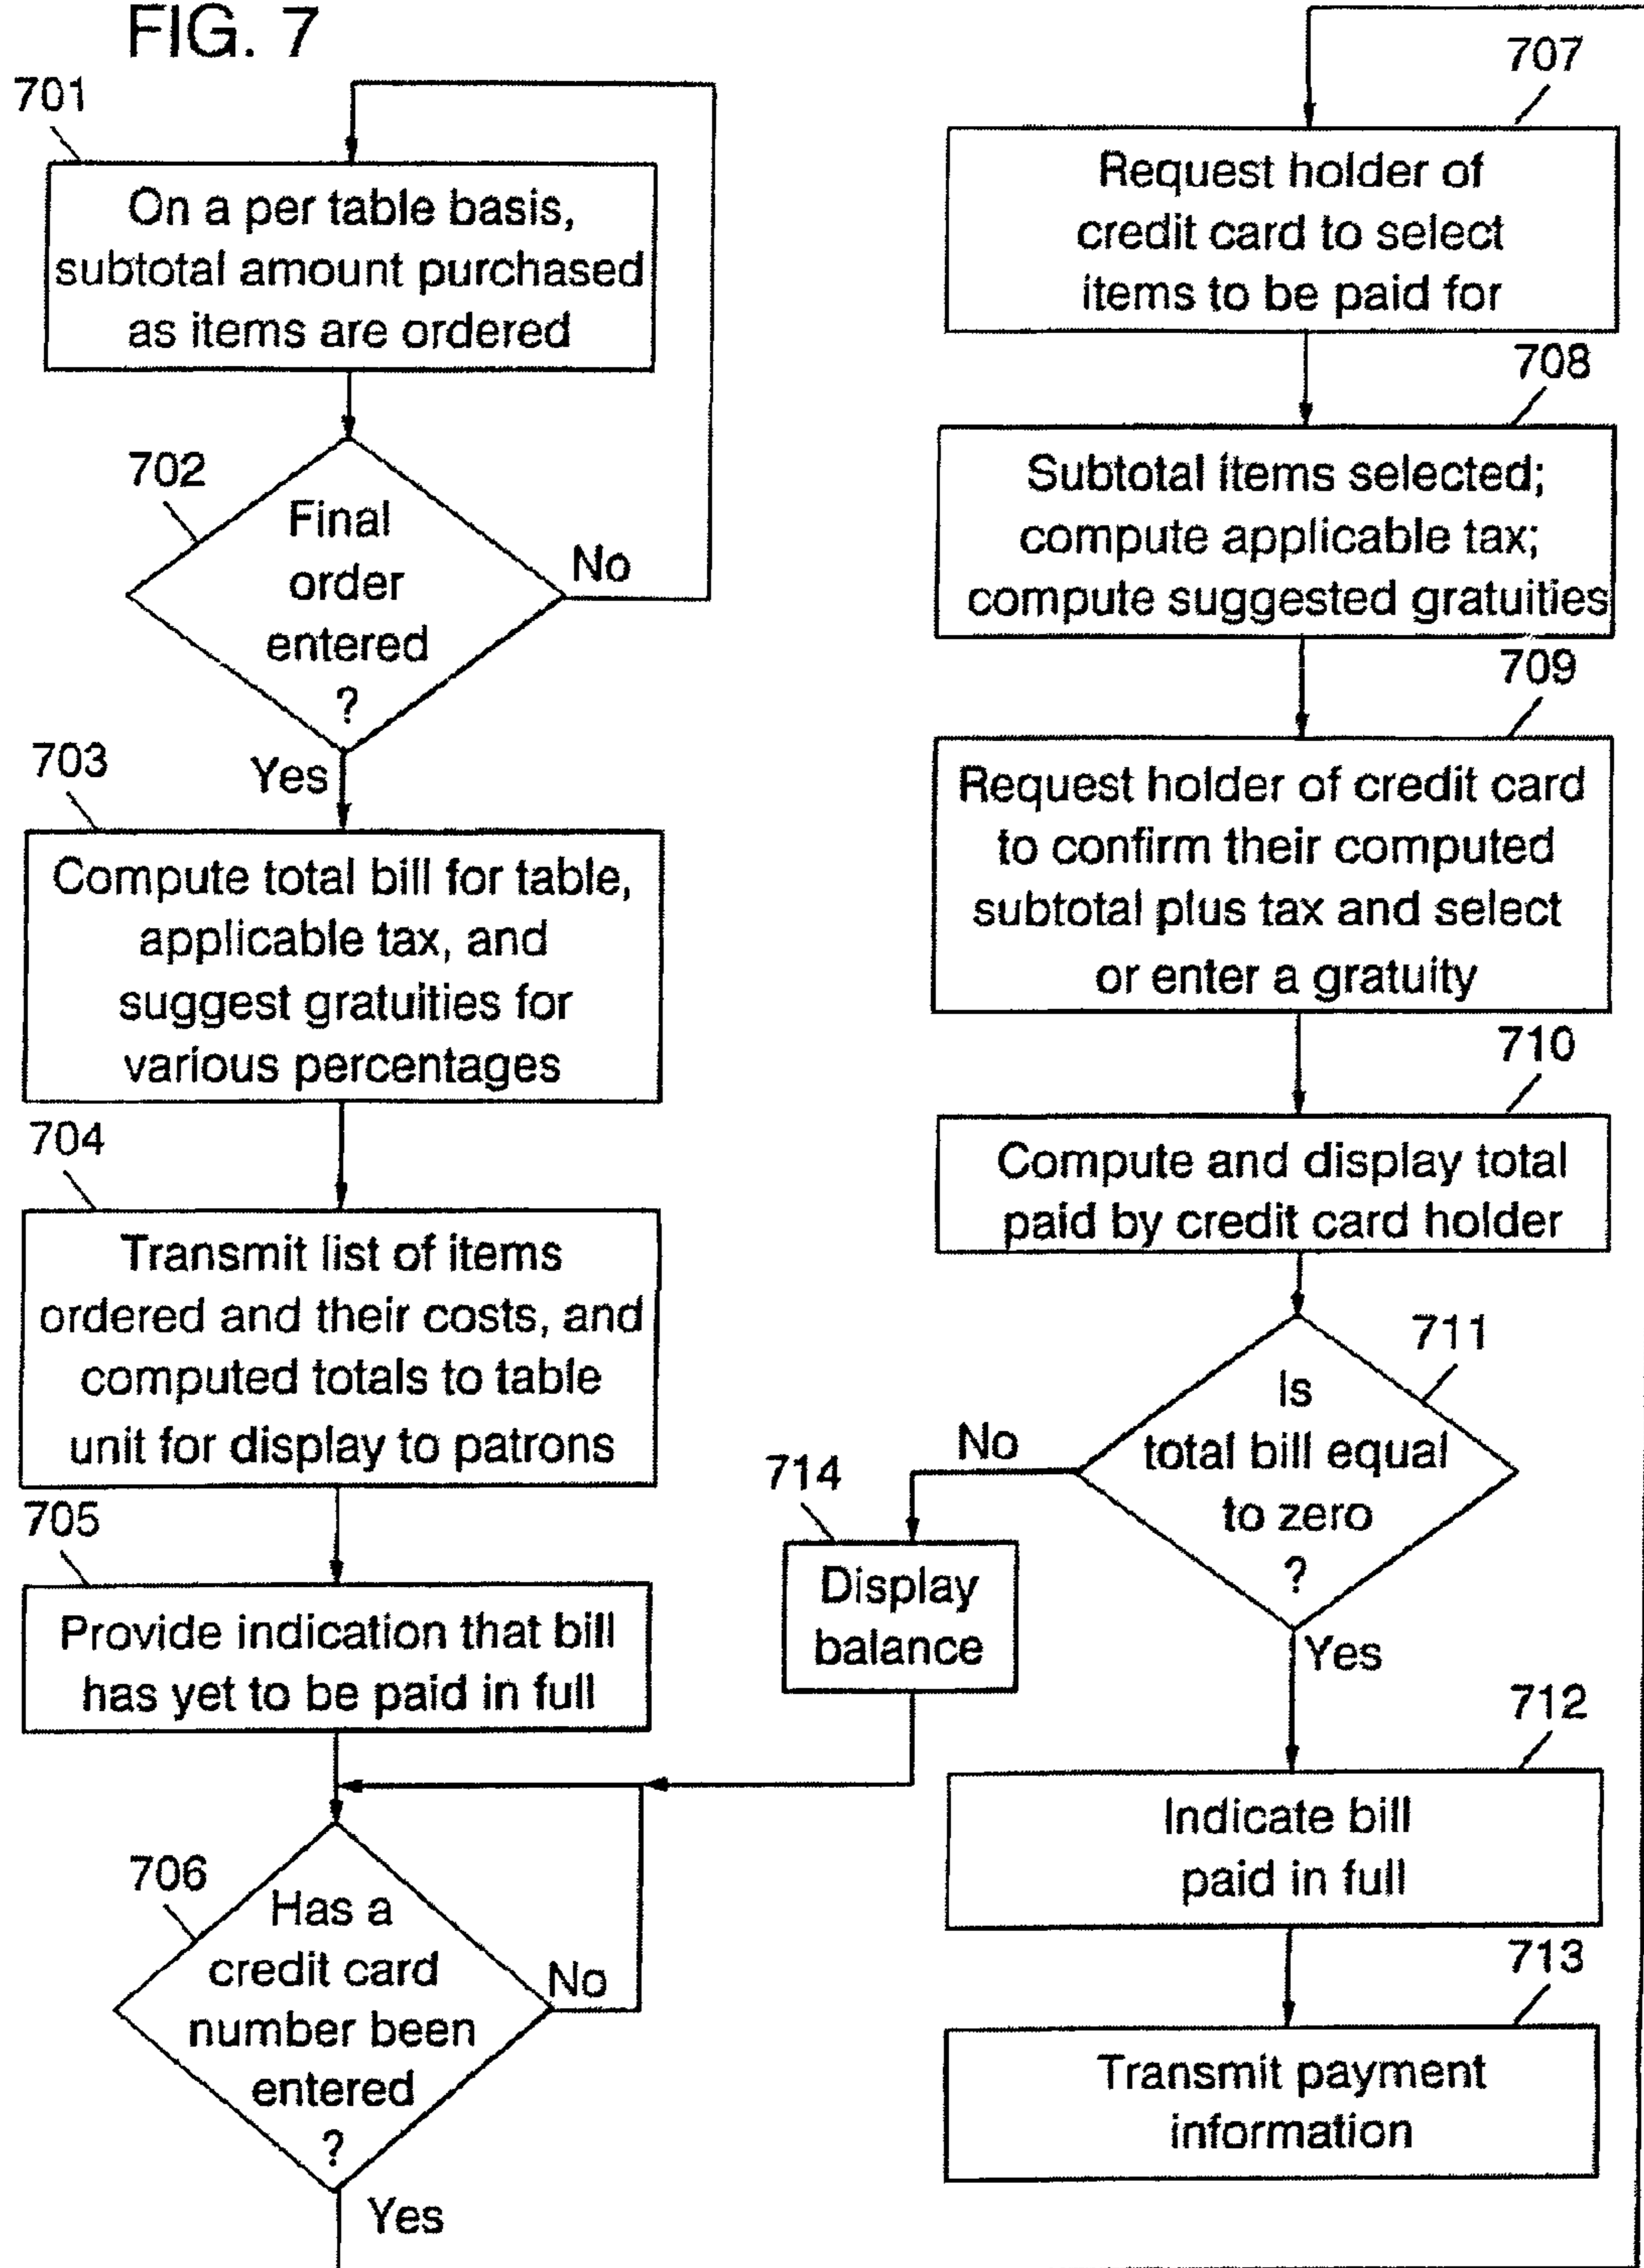 FIG. 7
701
On a per table basis,
subtotal amount purchased
as items are ordered
702
Final
order
entered
?
No
Yes
703
Compute total bill for table,
applicable tax, and
suggest gratuities for
various percentages
704
Transmit list of items
ordered and their costs, and
computed totals to table
unit for display to patrons
705
Provide indication that bill
has yet to be paid in full
706
Has a
credit card
number been
entered
?
No
Yes
707
Request holder of
credit card to select
items to be paid for
708
Subtotal items selected;
compute applicable tax;
compute suggested gratuities
709
Request holder of credit card
to confirm their computed
subtotal plus tax and select
or enter a gratuity
710
Compute and display total
paid by credit card holder
711
Is
total bill equal
to zero
?
No
714
Display
balance
Yes
712
Indicate bill
paid in full
713
Transmit payment
information